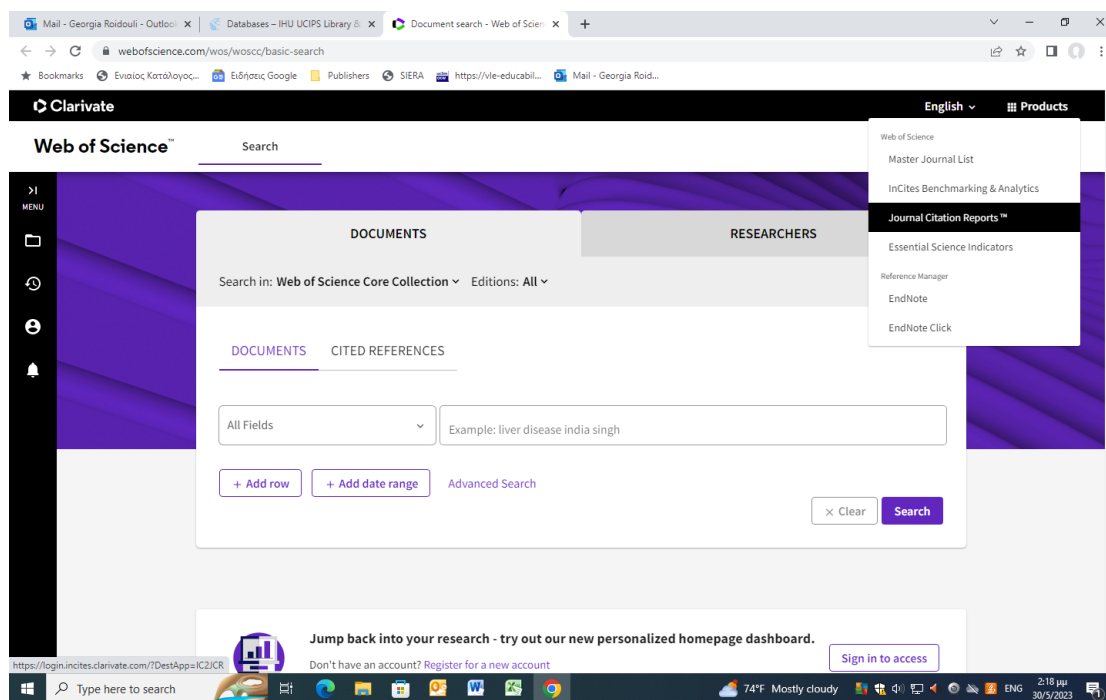 Mail - Georgia Roidouli - Outlook
Databases – IHU UCIPS Library &
Document search - Web of Scien
webofscience.com/wos/woscc/basic-search
Bookmarks
Ενιαίος Κατάλογος...
Ειδήσεις Google
Publishers
SIERA
https://vle-educabil...
Mail - Georgia Roid...
Clarivate
English
Products
Web of Science™
Search
Web of Science
Master Journal List
InCites Benchmarking & Analytics
Journal Citation Reports ™
Essential Science Indicators
Reference Manager
EndNote
EndNote Click
MENU
DOCUMENTS
RESEARCHERS
Search in: Web of Science Core Collection Editions: All
DOCUMENTS
CITED REFERENCES
All Fields
Example: liver disease india singh
+ Add row
+ Add date range
Advanced Search
× Clear
Search
Jump back into your research - try out our new personalized homepage dashboard.
Don't have an account? Register for a new account
Sign in to access
https://login.incites.clarivate.com/?DestApp=IC2JCR
Type here to search
74°F Mostly cloudy
ENG
2:18 μμ
30/5/2023